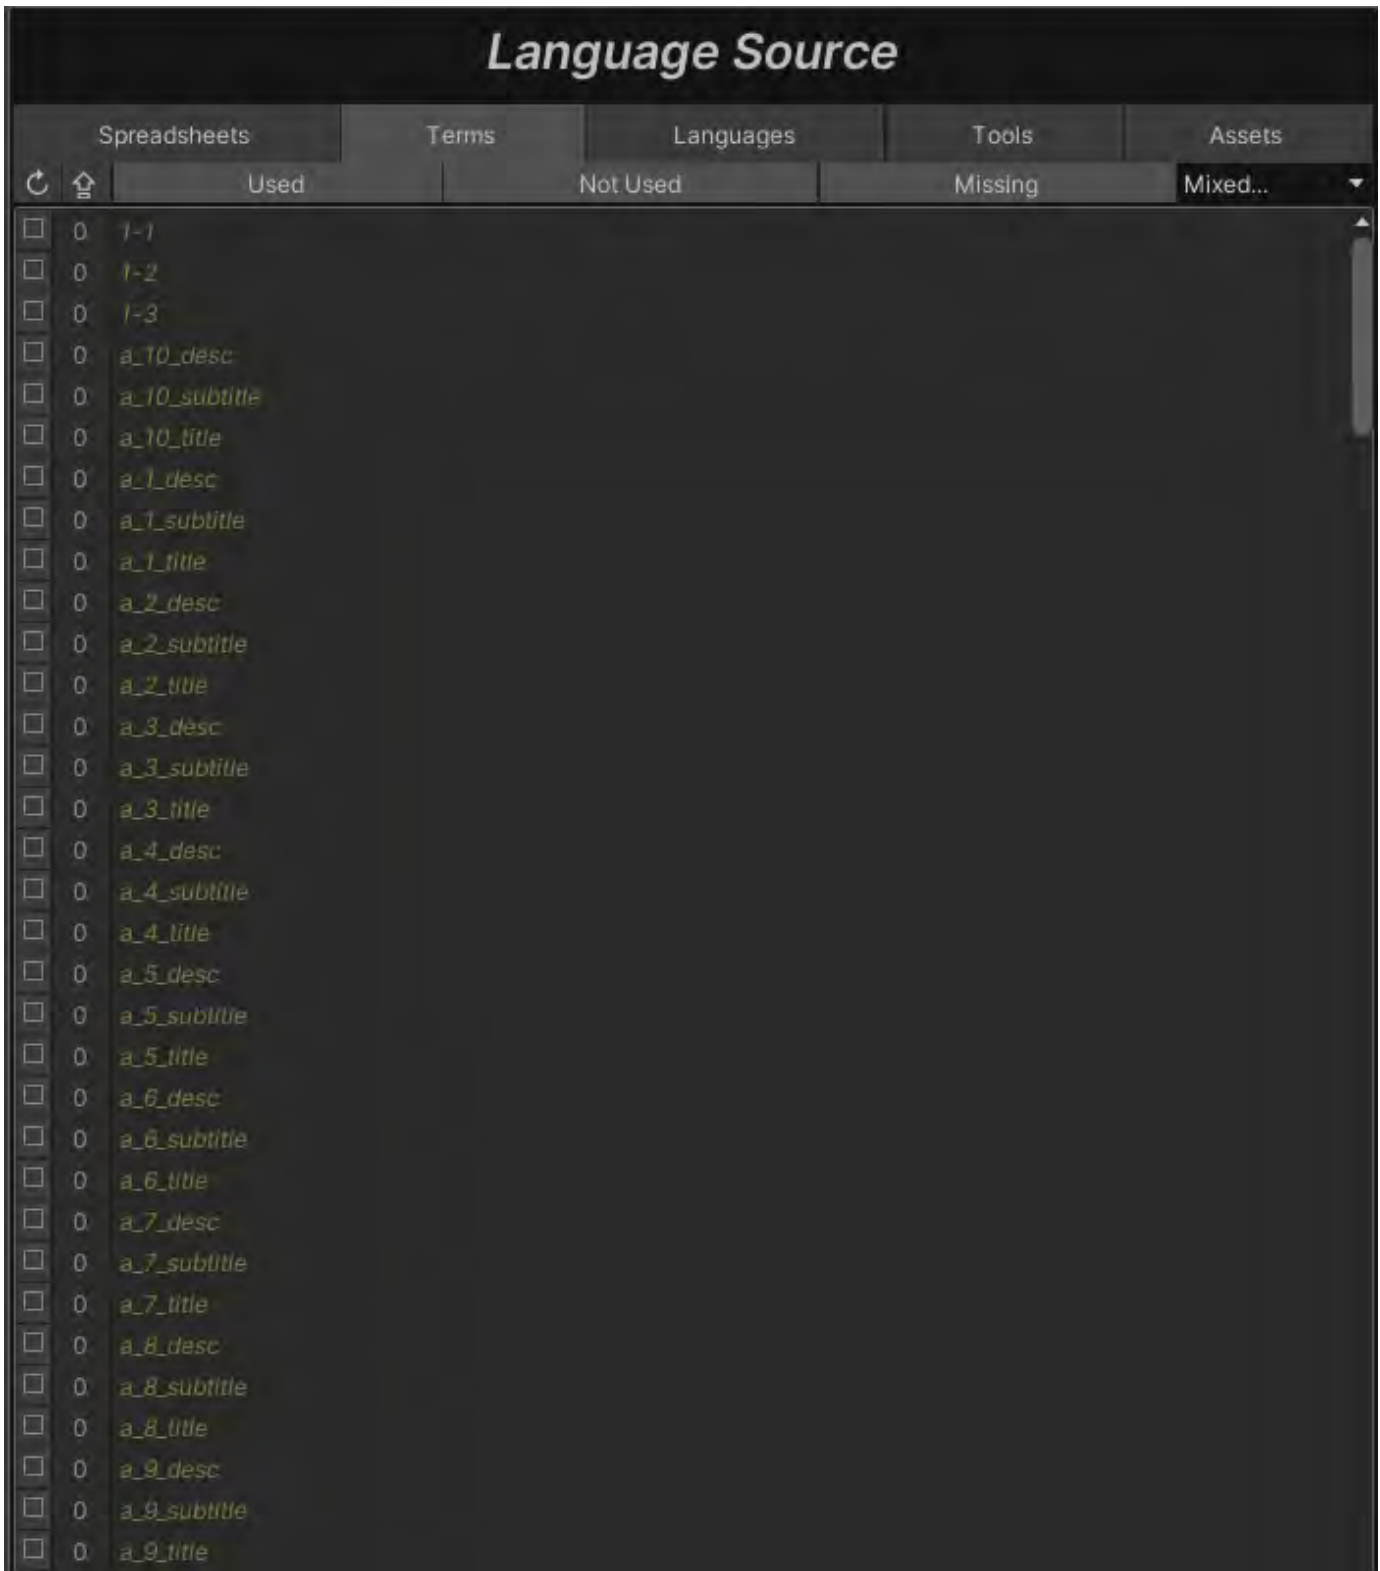 Language Source
Spreadsheets Terms Languages Tools Assets
Used Not Used Missing Mixed...
0 1-1
0 1-2
0 1-3
0 a_10_desc
0 a_10_subtitle
0 a_10_title
0 a_1_desc
0 a_1_subtitle
0 a_1_title
0 a_2_desc
0 a_2_subtitle
0 a_2_title
0 a_3_desc
0 a_3_subtitle
0 a_3_title
0 a_4_desc
0 a_4_subtitle
0 a_4_title
0 a_5_desc
0 a_5_subtitle
0 a_5_title
0 a_6_desc
0 a_6_subtitle
0 a_6_title
0 a_7_desc
0 a_7_subtitle
0 a_7_title
0 a_8_desc
0 a_8_subtitle
0 a_8_title
0 a_9_desc
0 a_9_subtitle
0 a_9_title